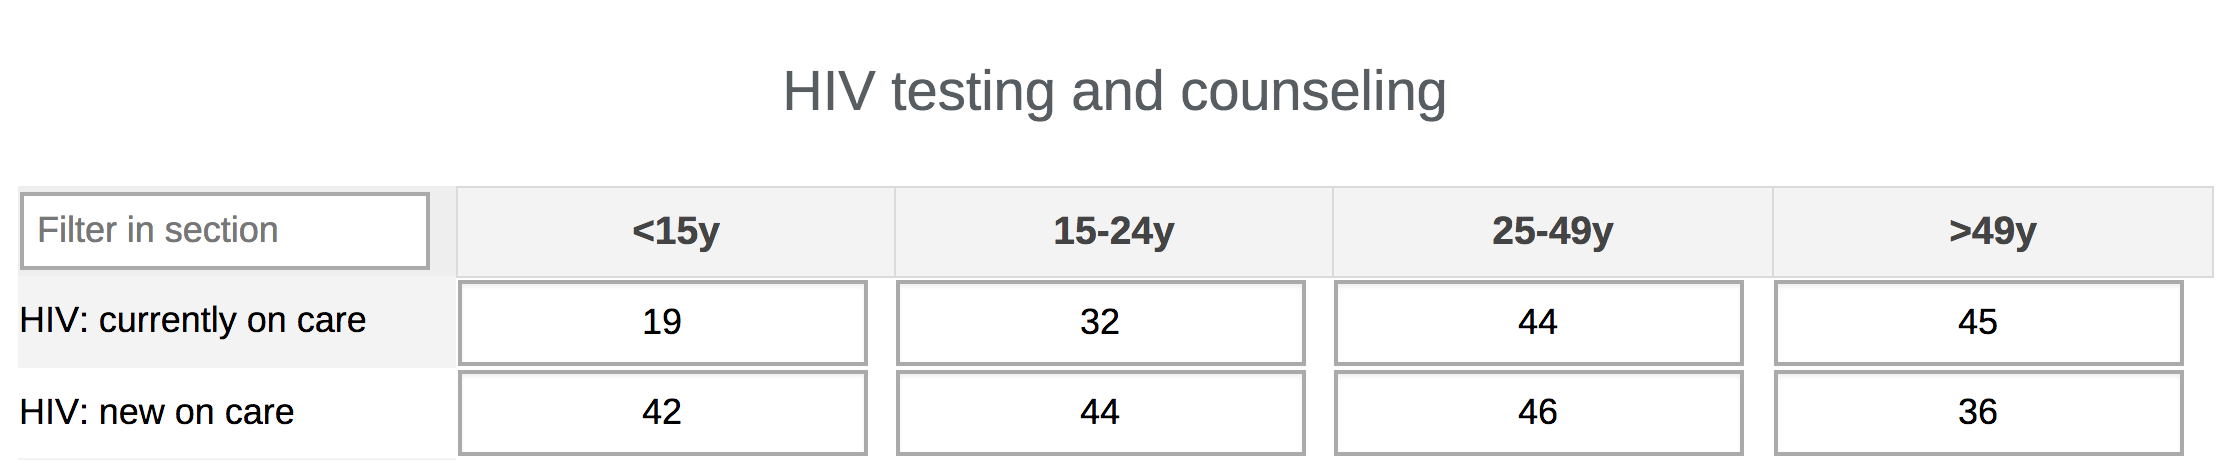 HIV testing and counseling
Filter in section <15y 15-24y 25-49y >49y
HIV: currently on care 19 32 44 45
HIV: new on care 42 44 46 36